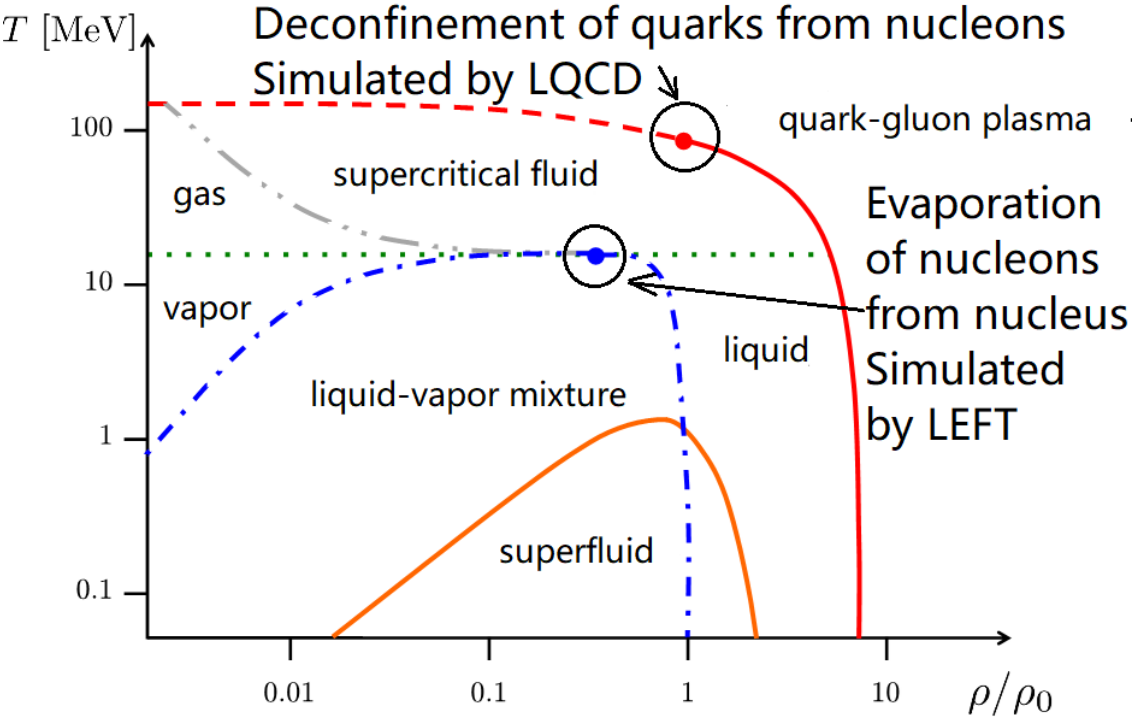 T [MeV]
Deconfinement of quarks from nucleons
Simulated by LQCD
100
quark-gluon plasma
supercritical fluid
gas
Evaporation
of nucleons
from nucleus
Simulated
by LEFT
10
vapor
liquid
liquid-vapor mixture
1
superfluid
0.1
0.01
0.1
1
10
ρ/ρ₀